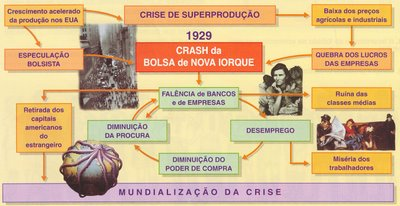 Crescimento acelerado
da produção nos EUA
CRISE DE SUPERPRODUÇÃO
Baixa dos preços
agrícolas e industriais
1929
CRASH da
BOLSA de NOVA IORQUE
ESPECULAÇÃO
BOLSISTA
QUEBRA DOS LUCROS
DAS EMPRESAS
FALÊNCIA de BANCOS
e de EMPRESAS
Ruína das
classes médias
Retirada dos
capitais
americanos
do
estrangeiro
DIMINUIÇÃO
DA PROCURA
DESEMPREGO
DIMINUIÇÃO DO
PODER DE COMPRA
Miséria dos
trabalhadores
MUNDIALIZAÇÃO DA CRISE